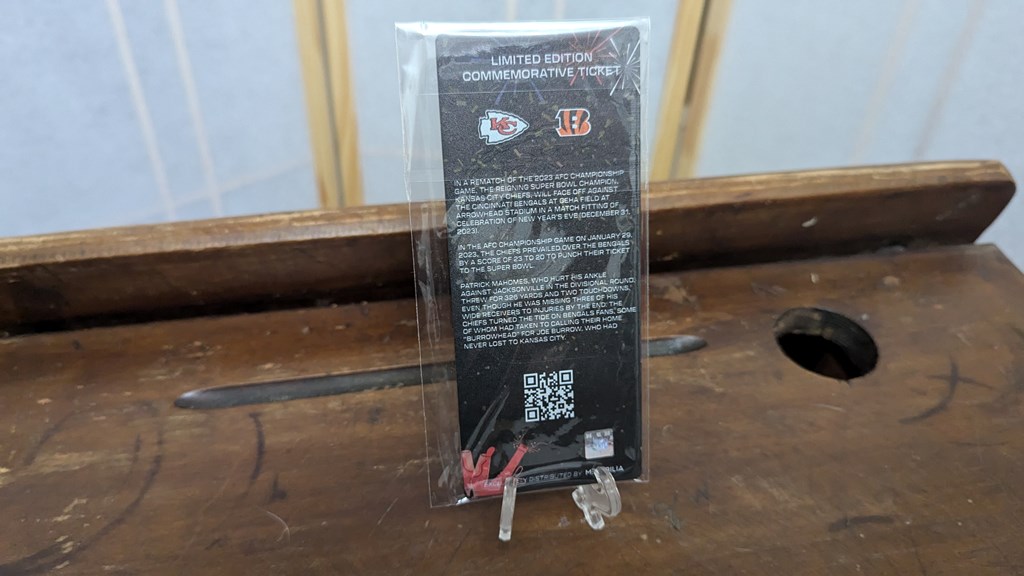 LIMITED EDITION
COMMEMORATIVE TICKET
KC
IN A REMATCH OF THE 2023 AFC CHAMPIONSHIP
GAME, THE REIGNING SUPER BOWL CHAMPION,
KANSAS CITY CHIEFS, WILL FACE OFF AGAINST
THE CINCINNATI BENGALS AT GEHA FIELD AT
ARROWHEAD STADIUM IN A MATCH FITTING OF
CELEBRATION OF NEW YEAR'S EVE (DECEMBER 31,
2023).
IN THE AFC CHAMPIONSHIP GAME ON JANUARY 29,
2023, THE CHIEFS PREVAILED OVER THE BENGALS
BY A SCORE OF 23 TO 20 TO PUNCH THEIR TICKET
TO THE SUPER BOWL.
PATRICK MAHOMES, WHO HURT HIS ANKLE
AGAINST JACKSONVILLE IN THE DIVISIONAL ROUND,
THREW FOR 326 YARDS AND TWO TOUCHDOWNS,
EVEN THOUGH HE WAS MISSING THREE OF HIS
WIDE RECEIVERS TO INJURIES BY THE END. THE
CHIEFS TURNED THE TIDE ON BENGALS FANS, SOME
OF WHOM HAD TAKEN TO CALLING THEIR HOME
"BURROWHEAD" FOR JOE BURROW, WHO HAD
NEVER LOST TO KANSAS CITY.
DISTRIBUTED BY